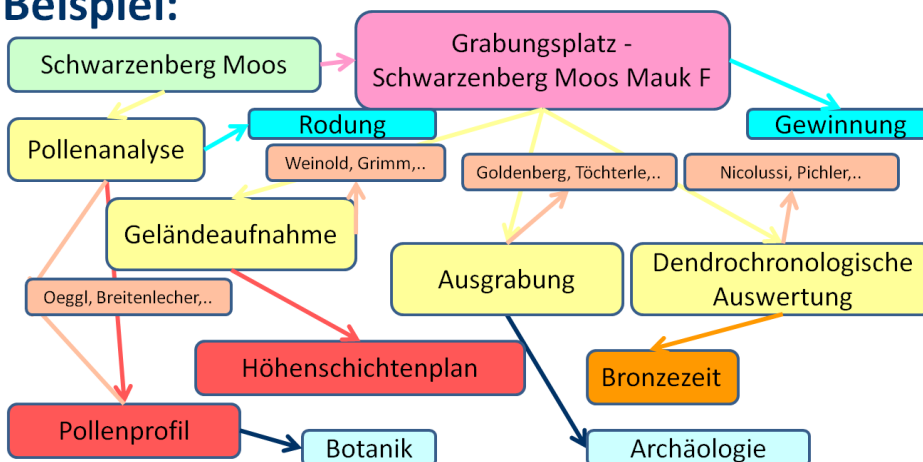 Beispiel:
Grabungsplatz -
Schwarzenberg Moos Mauk F
Schwarzenberg Moos
Rodung
Gewinnung
Pollenanalyse
Weinold, Grimm,..
Goldenberg, Töchterle,..
Nicolussi, Pichler,..
Geländeaufnahme
Ausgrabung
Dendrochronologische
Auswertung
Oeggl, Breitenlecher,..
Höhenschichtenplan
Bronzezeit
Pollenprofil
Botanik
Archäologie